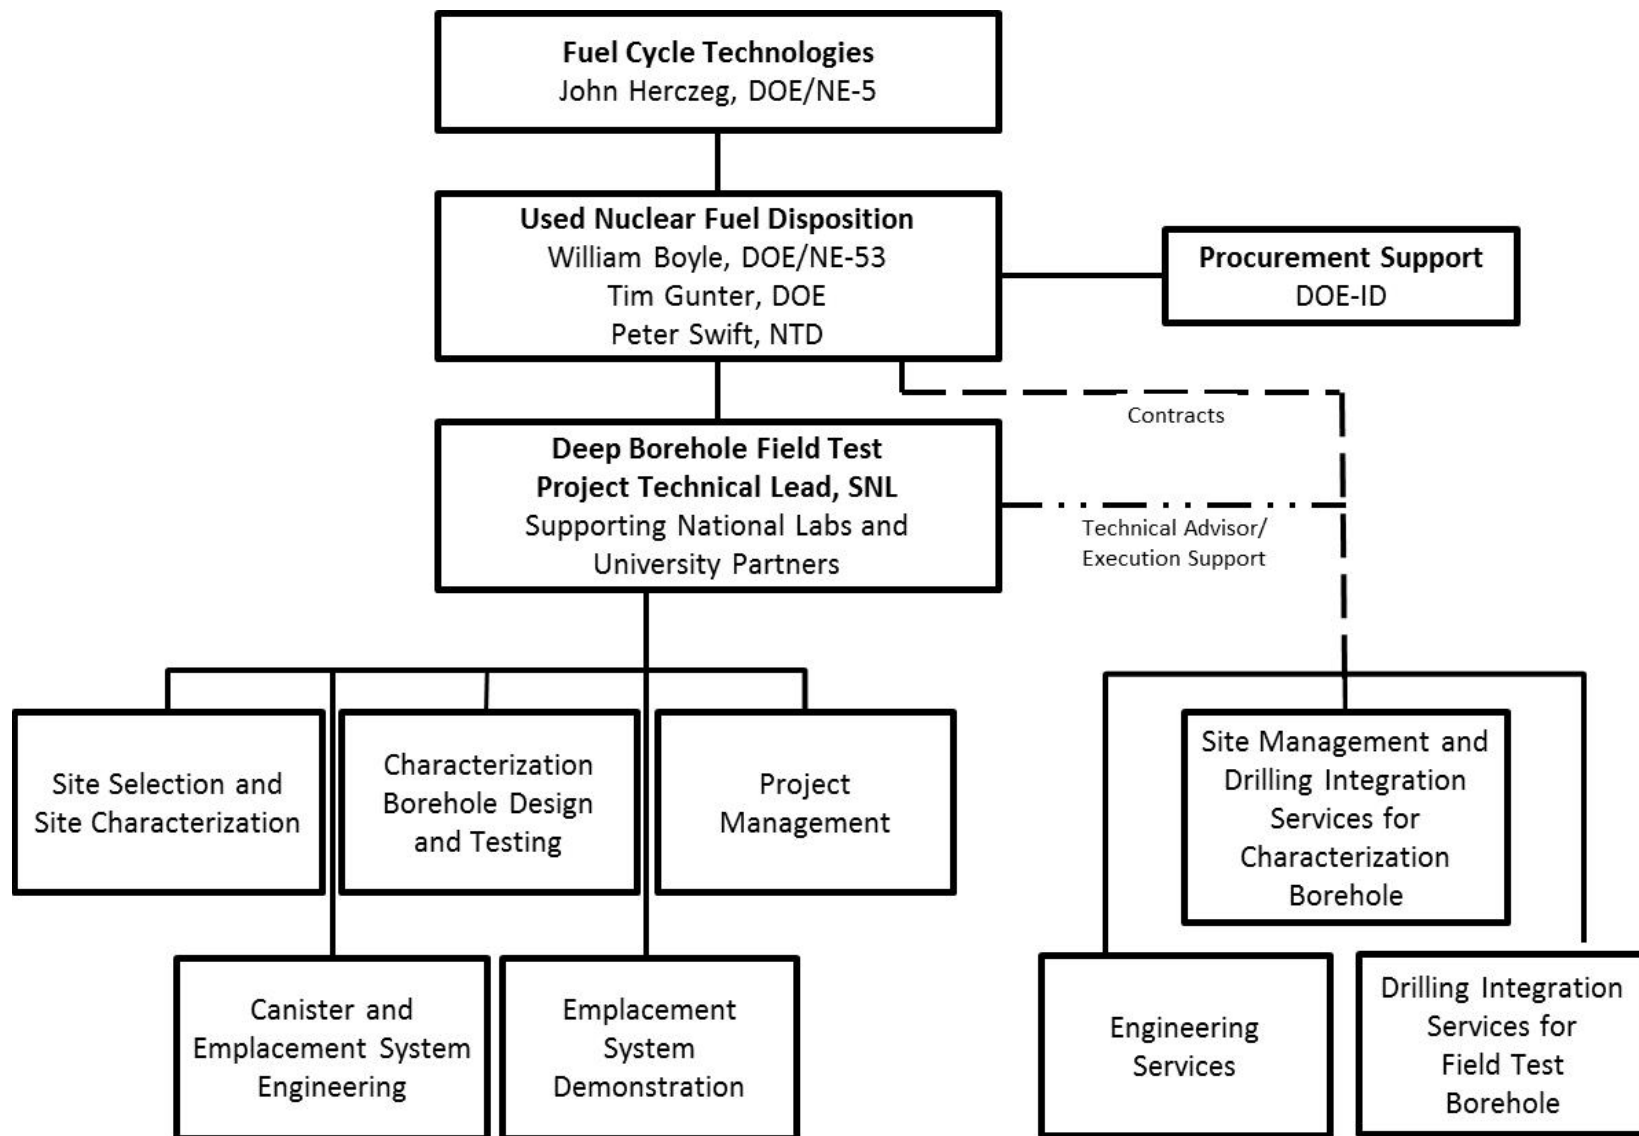 Fuel Cycle Technologies
John Herczeg, DOE/NE-5
Used Nuclear Fuel Disposition
William Boyle, DOE/NE-53
Tim Gunter, DOE
Peter Swift, NTD
Procurement Support
DOE-ID
Contracts
Deep Borehole Field Test
Project Technical Lead, SNL
Supporting National Labs and
University Partners
Technical Advisor/
Execution Support
Site Selection and
Site Characterization
Characterization
Borehole Design
and Testing
Project
Management
Site Management and
Drilling Integration
Services for
Characterization
Borehole
Canister and
Emplacement System
Engineering
Emplacement
System
Demonstration
Engineering
Services
Drilling Integration
Services for
Field Test
Borehole